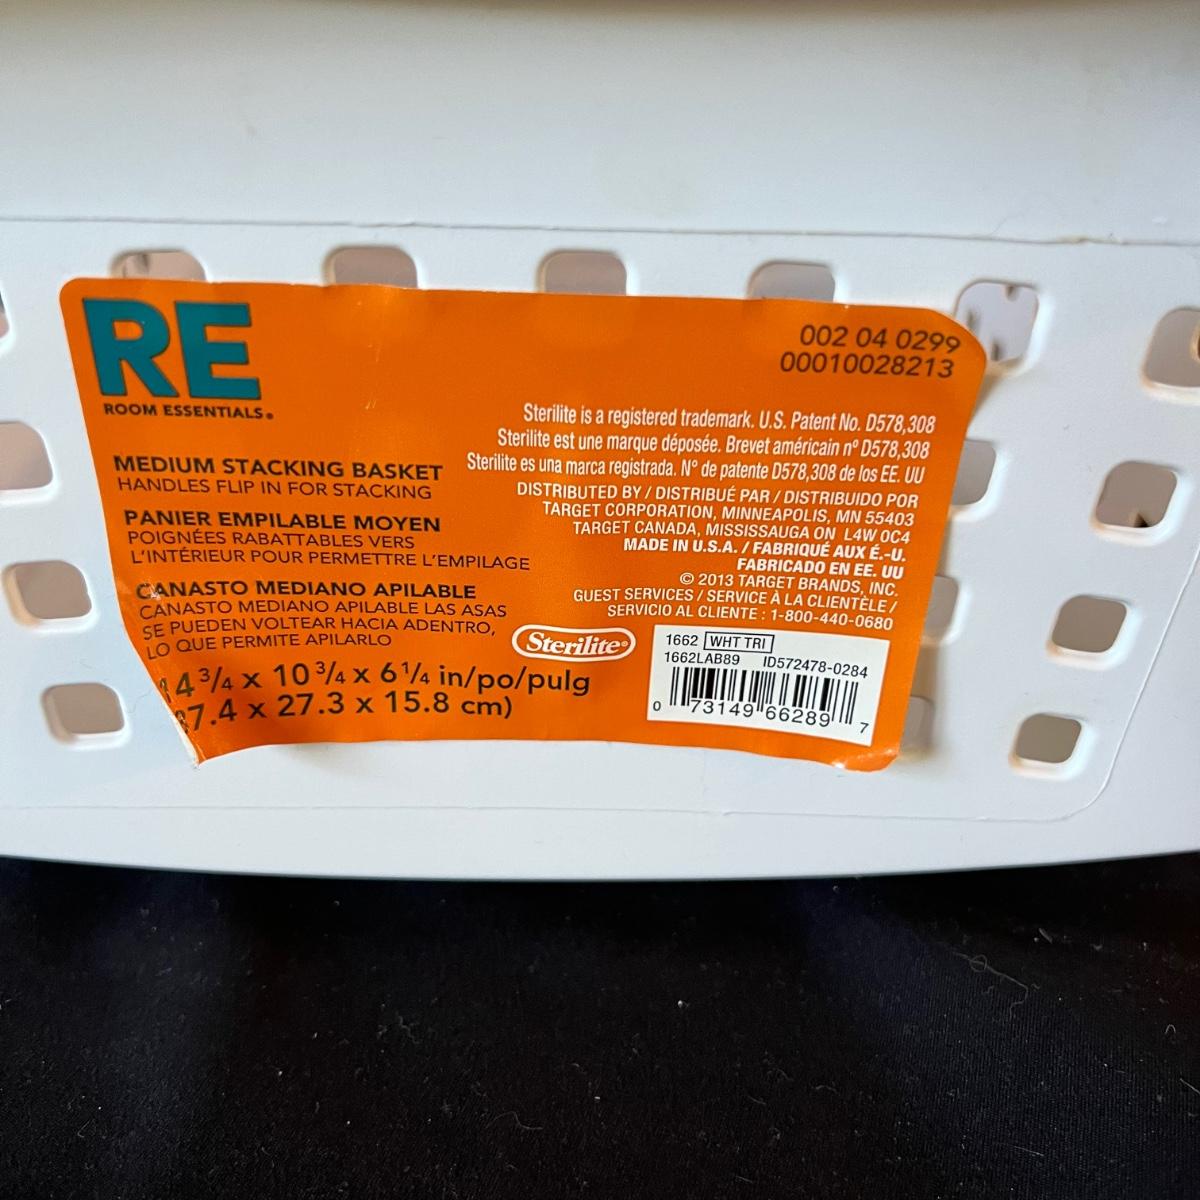 RE
ROOM ESSENTIALS®
002 04 0299
00010028213
MEDIUM STACKING BASKET
HANDLES FLIP IN FOR STACKING
PANIER EMPILABLE MOYEN
POIGNÉES RABATTABLES VERS
L'INTÉRIEUR POUR PERMETTRE L'EMPILAGE
CANASTO MEDIANO APILABLE
CANASTO MEDIANO APILABLE LAS ASAS
SE PUEDEN VOLTEAR HACIA ADENTRO,
LO QUE PERMITE APILARLO
14 3/4 x 10 3/4 x 6 1/4 in/po/pulg
37.4 x 27.3 x 15.8 cm)
Sterilite is a registered trademark. U.S. Patent No. D578,308
Sterilite est une marque déposée. Brevet américain nº D578,308
Sterilite es una marca registrada. N° de patente D578,308 de los EE. UU
DISTRIBUTED BY / DISTRIBUÉ PAR / DISTRIBUIDO POR
TARGET CORPORATION, MINNEAPOLIS, MN 55403
TARGET CANADA, MISSISSAUGA ON L4W 0C4
MADE IN U.S.A. / FABRIQUÉ AUX É.-U.
FABRICADO EN EE. UU
© 2013 TARGET BRANDS, INC.
GUEST SERVICES / SERVICE À LA CLIENTÈLE /
SERVICIO AL CLIENTE : 1-800-440-0680
Sterilite®
1662 WHT TRI
1662LAB89 ID572478-0284
0 73149 66289 7